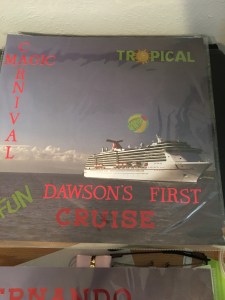 CARNIVAL
MAGIC
TROPICAL
FUN
DAWSON'S FIRST
CRUISE
ERNANDO